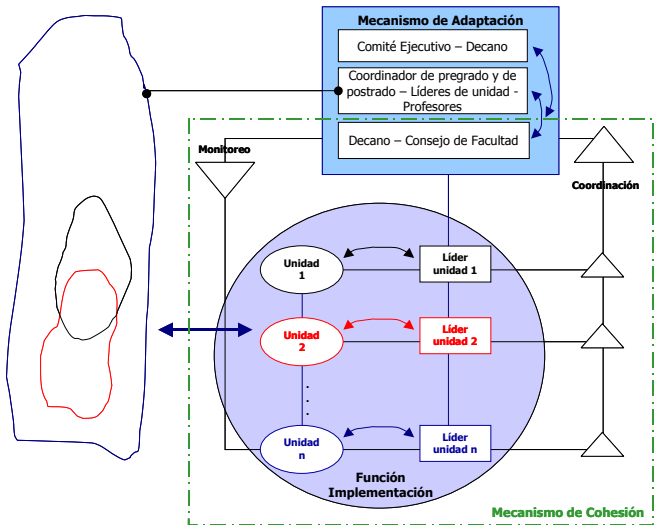 Mecanismo de Adaptación
Comité Ejecutivo – Decano
Coordinador de pregrado y de
postrado – Líderes de unidad -
Profesores
Decano – Consejo de Facultad
Monitoreo
Coordinación
Unidad
1
Líder
unidad 1
Unidad
2
Líder
unidad 2
.
.
.
Unidad
n
Líder
unidad n
Función
Implementación
Mecanismo de Cohesión